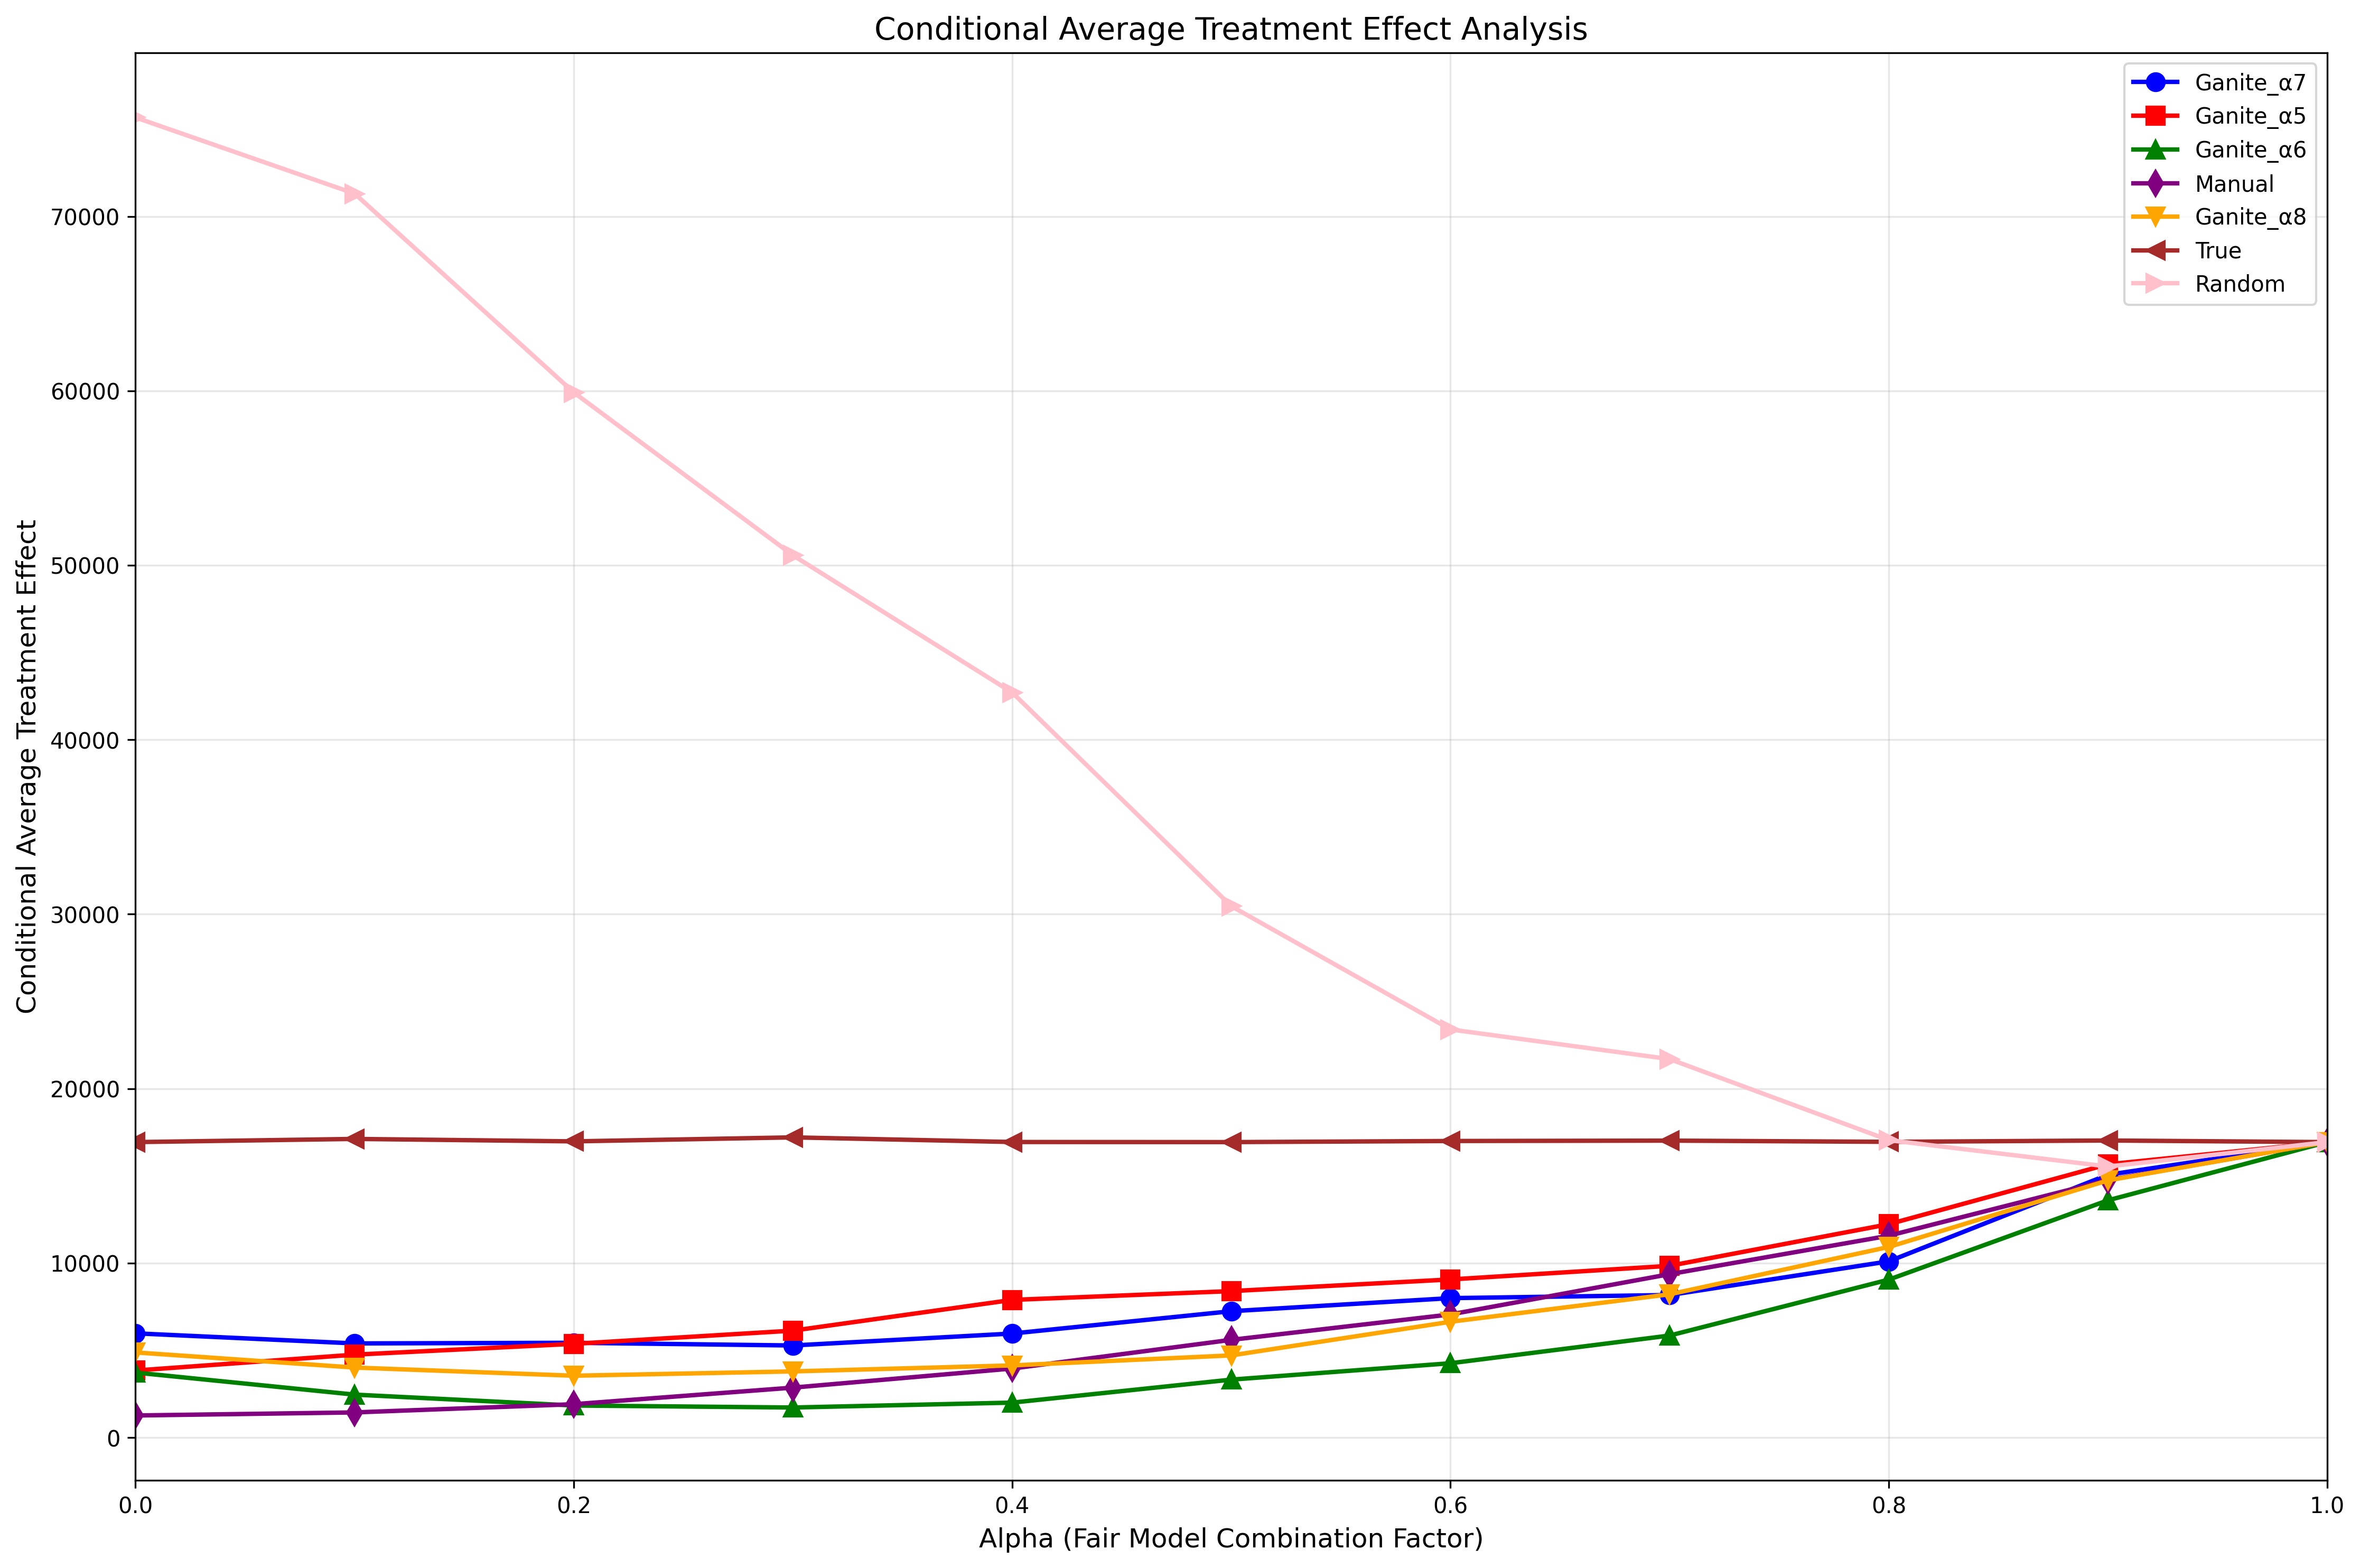 Conditional Average Treatment Effect Analysis
Ganite_α7
Ganite_α5
Ganite_α6
Manual
Ganite_α8
True
Random
Conditional Average Treatment Effect
70000
60000
50000
40000
30000
20000
10000
0
0.0 0.2 0.4 0.6 0.8 1.0
Alpha (Fair Model Combination Factor)